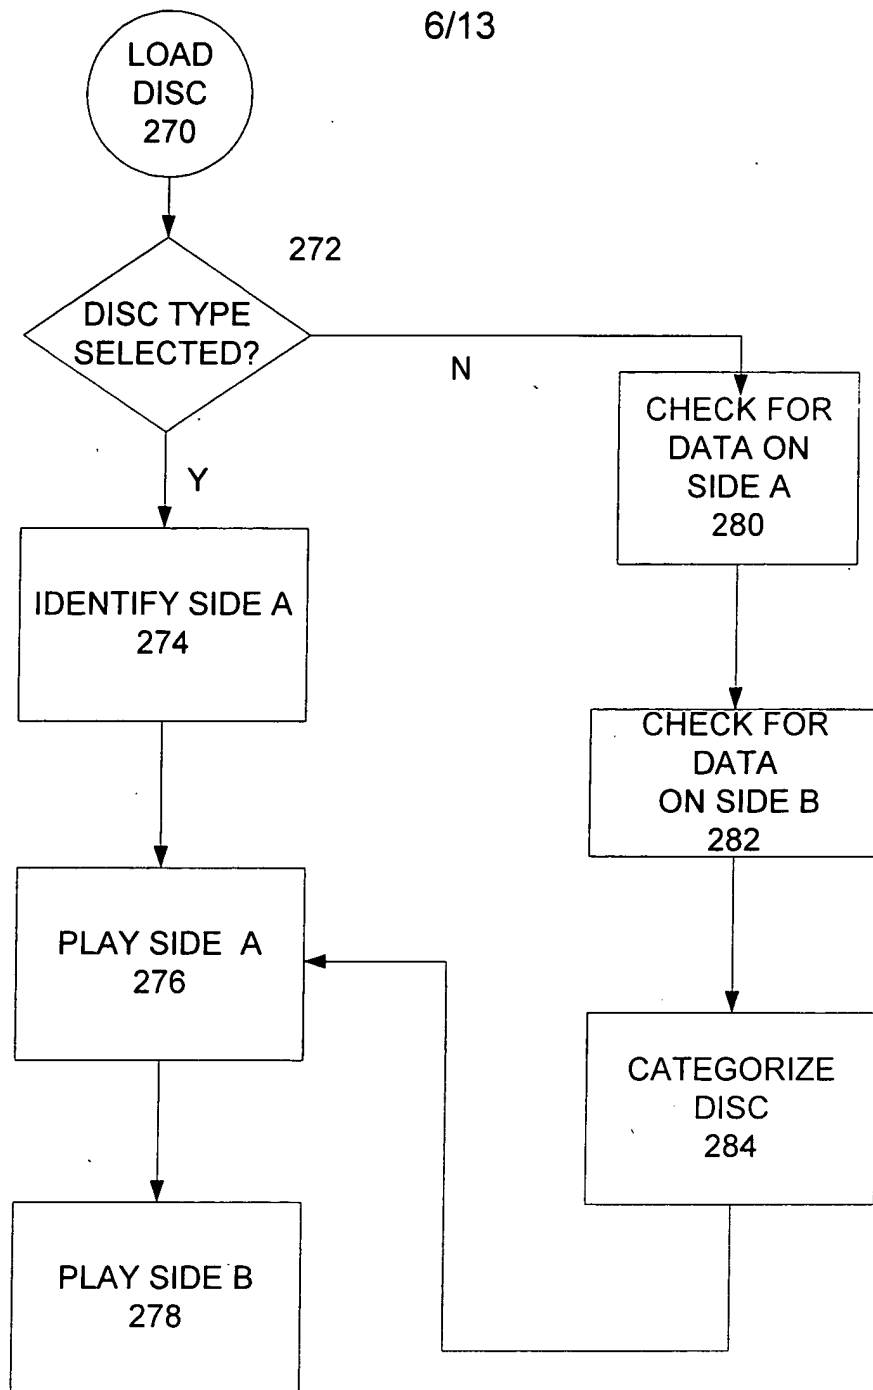 6/13
LOAD
DISC
270
272
DISC TYPE
SELECTED?
N
Y
CHECK FOR
DATA ON
SIDE A
280
IDENTIFY SIDE A
274
CHECK FOR
DATA
ON SIDE B
282
PLAY SIDE A
276
CATEGORIZE
DISC
284
PLAY SIDE B
278